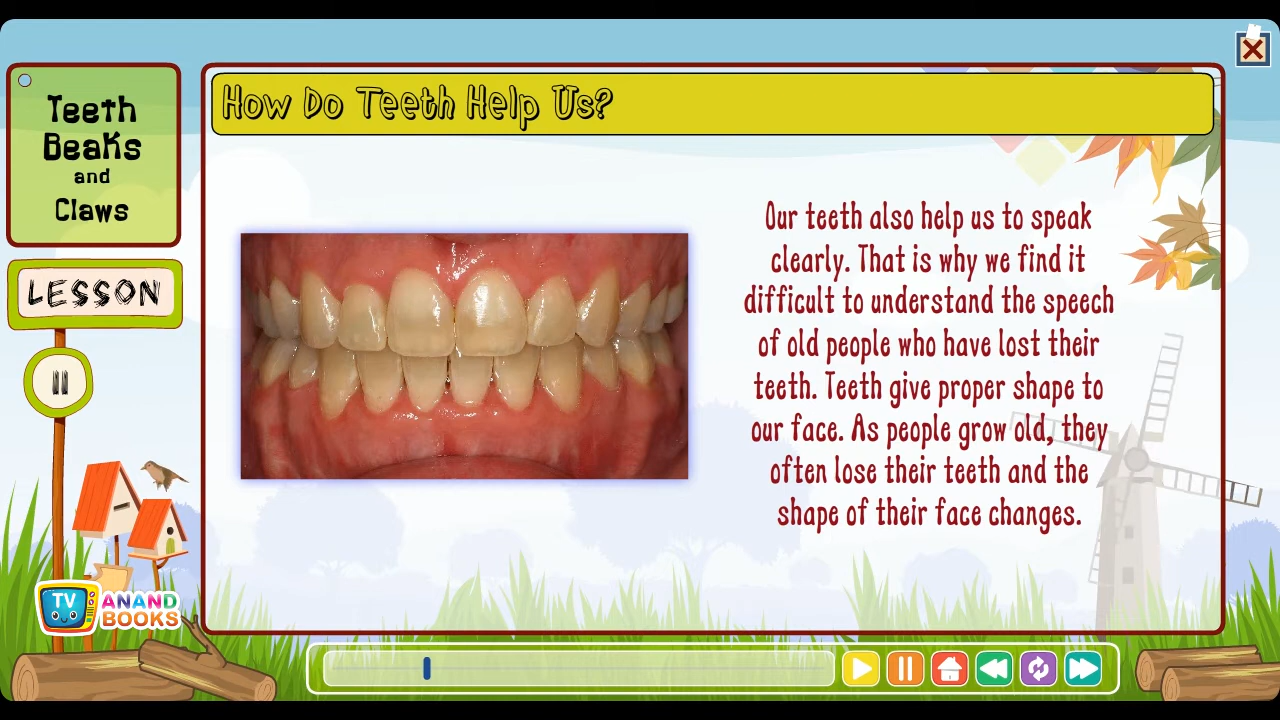 Teeth
Beaks
and
Claws
LESSON
11
How Do Teeth Help Us?
Our teeth also help us to speak
clearly. That is why we find it
difficult to understand the speech
of old people who have lost their
teeth. Teeth give proper shape to
our face. As people grow old, they
often lose their teeth and the
shape of their face changes.
TV
ANAND
BOOKS